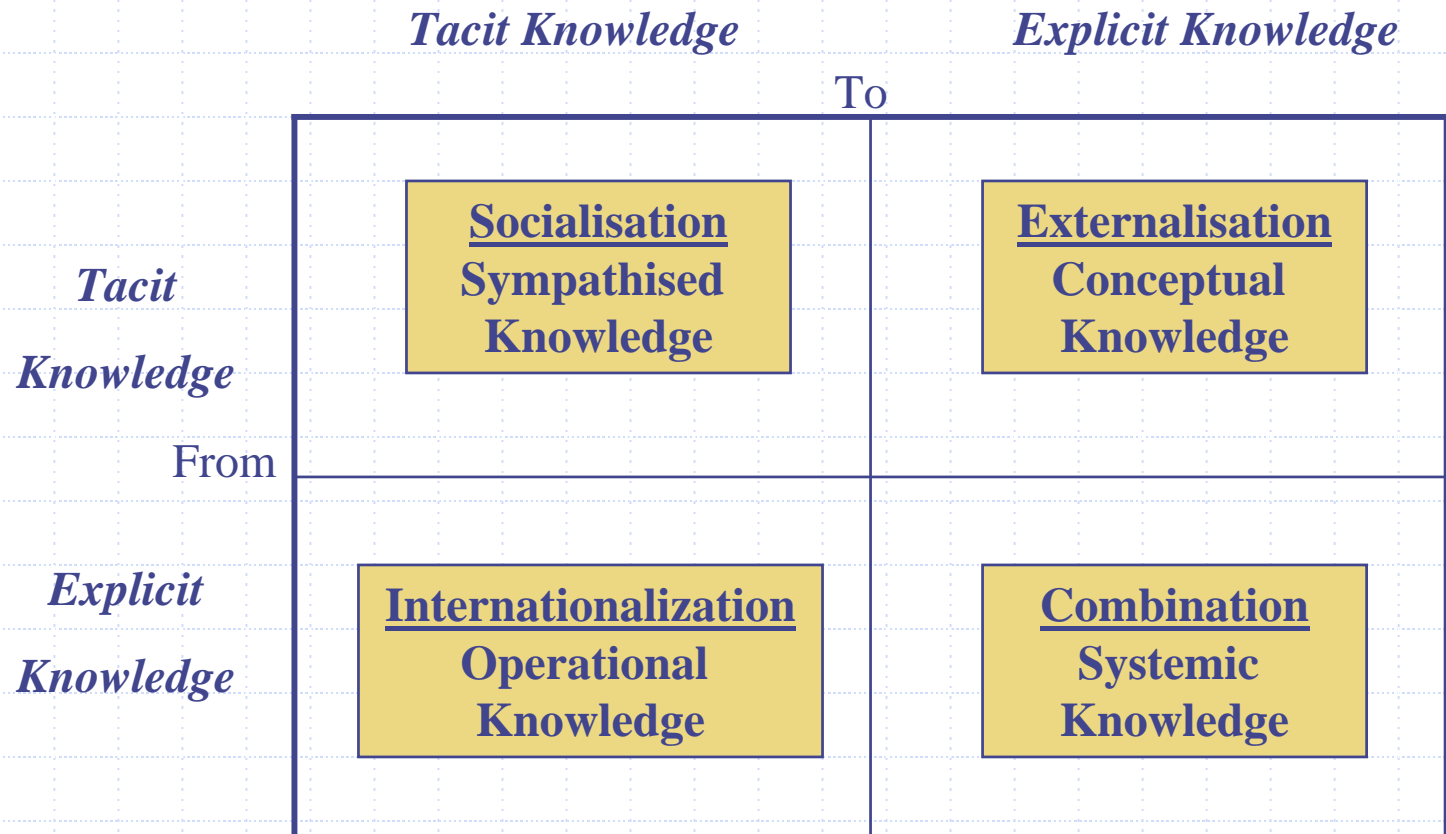 Tacit Knowledge
Explicit Knowledge
To
Tacit
Knowledge
Socialisation
Sympathised
Knowledge
Externalisation
Conceptual
Knowledge
From
Explicit
Knowledge
Internationalization
Operational
Knowledge
Combination
Systemic
Knowledge